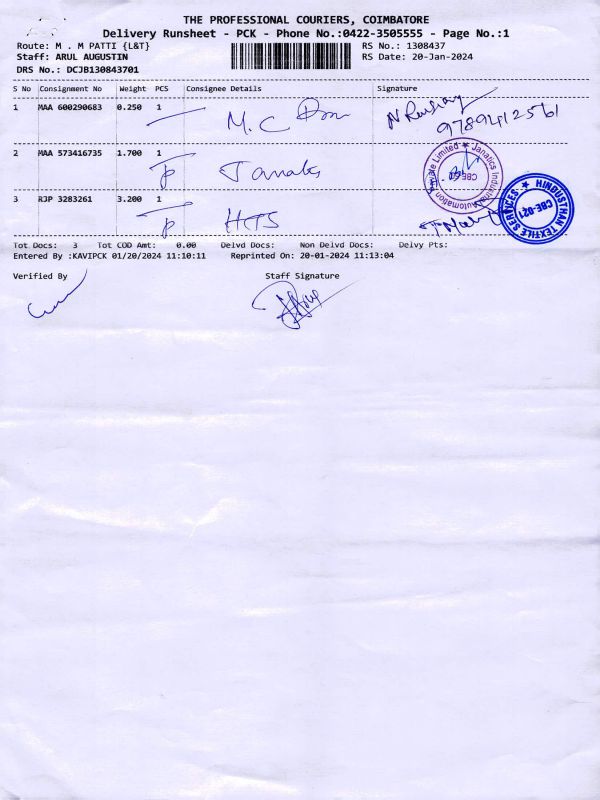 THE PROFESSIONAL COURIERS, COIMBATORE
Delivery Runsheet - PCK - Phone No.:0422-3505555 - Page No.:1
Route: M . M PATTI {L&T} RS No.: 1308437
Staff: ARUL AUGUSTIN RS Date: 20-Jan-2024
DRS No.: DCJB130843701
S No Consignment No Weight PCS Consignee Details Signature
1 MAA 600290683 0.250 1 M.C
9789412561
2 MAA 573416735 1.700 1
Private Limited ★ Janatics Industrial Automation
CBE
3 RJP 3283261 3.200 1 HTS
HINDUSTHAN TEXTILE SERVICES ★
CBE-021
Tot Docs: 3 Tot COD Amt: 0.00 Delvd Docs: Non Delvd Docs: Delvy Pts:
Entered By :KAVIPCK 01/20/2024 11:10:11 Reprinted On: 20-01-2024 11:13:04
Verified By Staff Signature